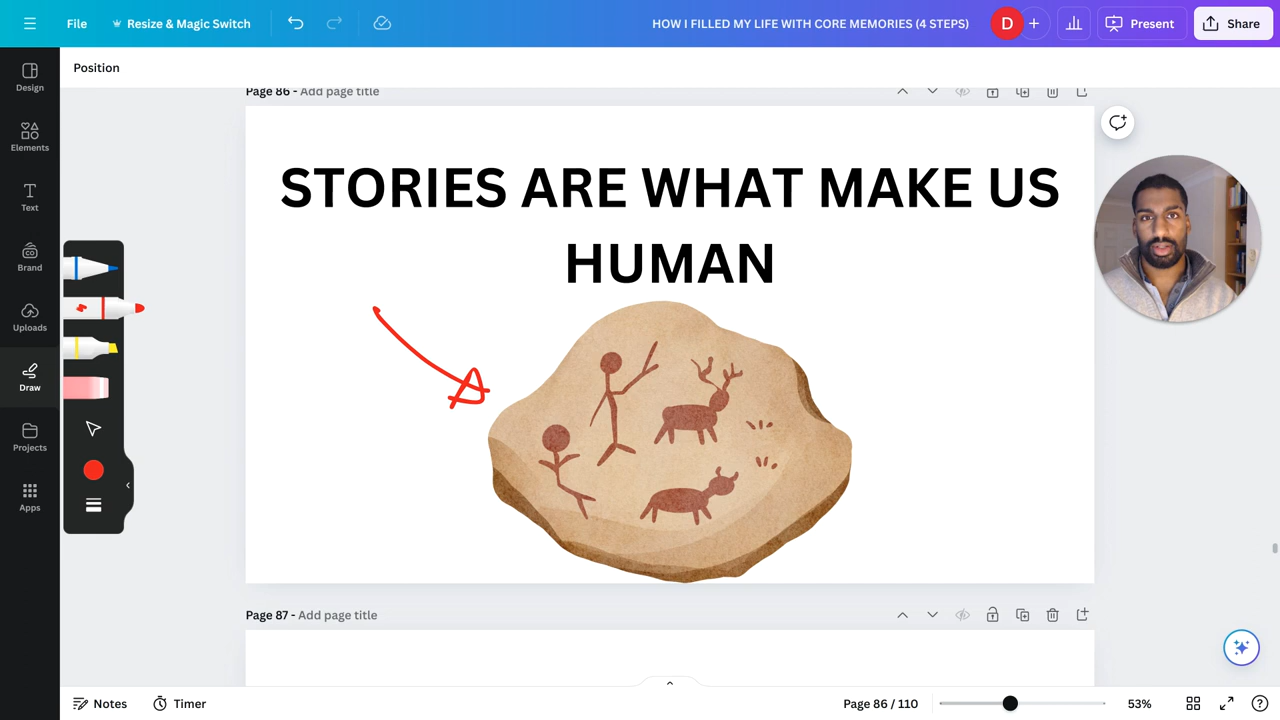 File
Resize & Magic Switch
HOW I FILLED MY LIFE WITH CORE MEMORIES (4 STEPS)
D
Present
Share
Position
Design
Elements
Text
Brand
Uploads
Draw
Projects
Apps
Page 86 - Add page title
STORIES ARE WHAT MAKE US
HUMAN
Page 87 - Add page title
Notes
Timer
Page 86 / 110
53%